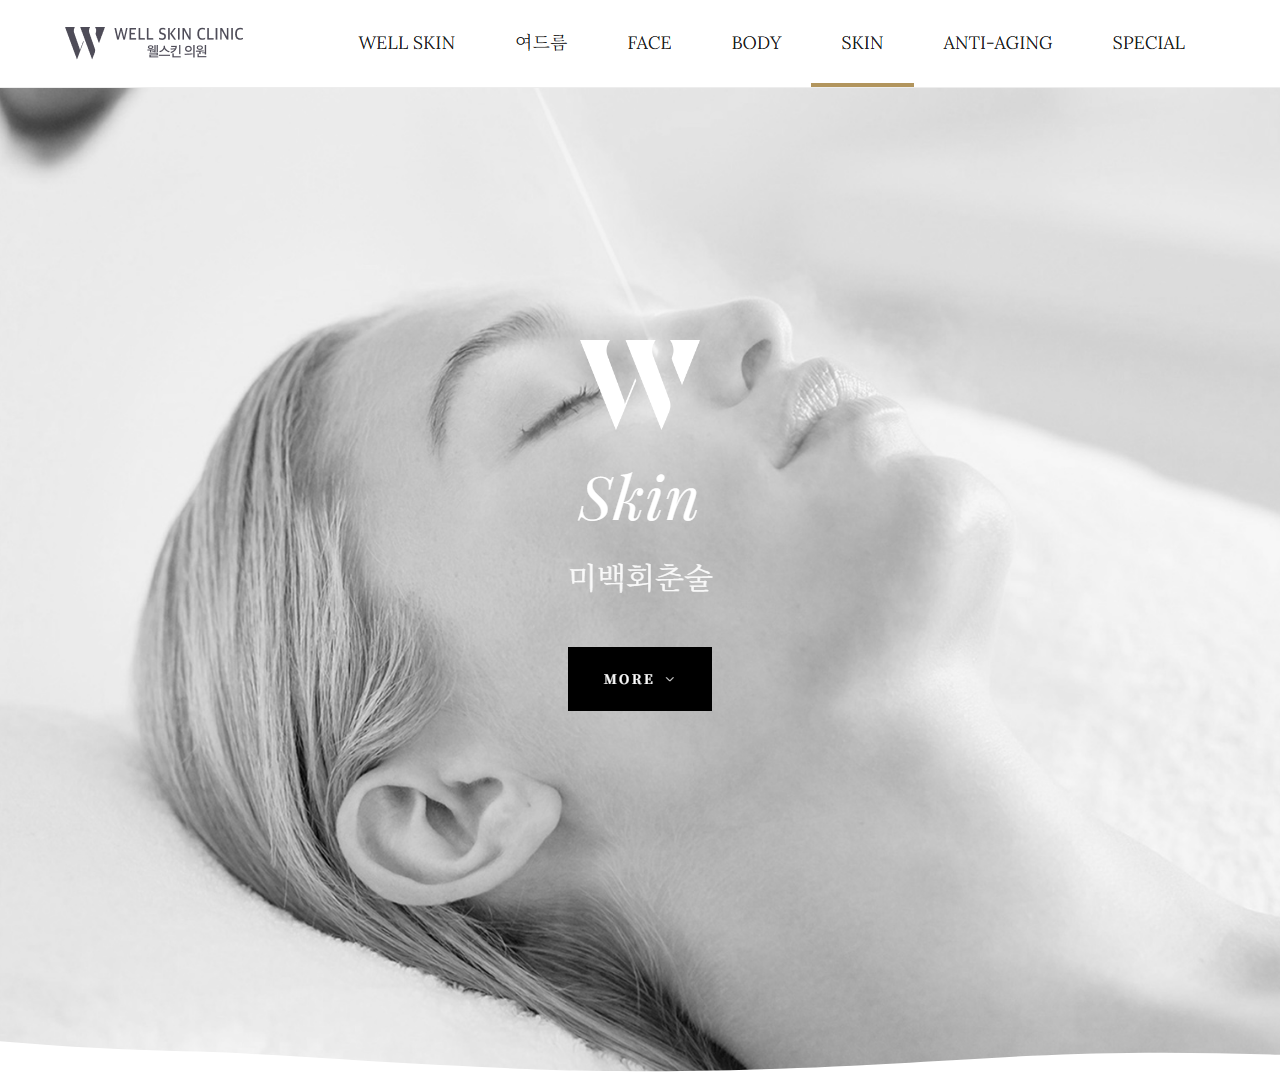 WELL SKIN CLINIC
웰스킨 의원
WELL SKIN 여드름 FACE BODY SKIN ANTI-AGING SPECIAL
Skin
미백회춘술
MORE